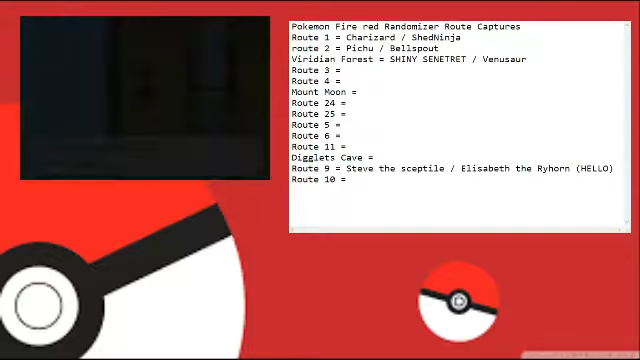 Pokemon Fire red Randomizer Route Captures
Route 1 = Charizard / ShedNinja
route 2 = Pichu / Bellspout
Viridian Forest = SHINY SENETRET / Venusaur
Route 3 =
Route 4 =
Mount Moon =
Route 24 =
Route 25 =
Route 5 =
Route 6 =
Route 11 =
Digglets Cave =
Route 9 = Steve the sceptile / Elisabeth the Ryhorn (HELLO)
Route 10 =